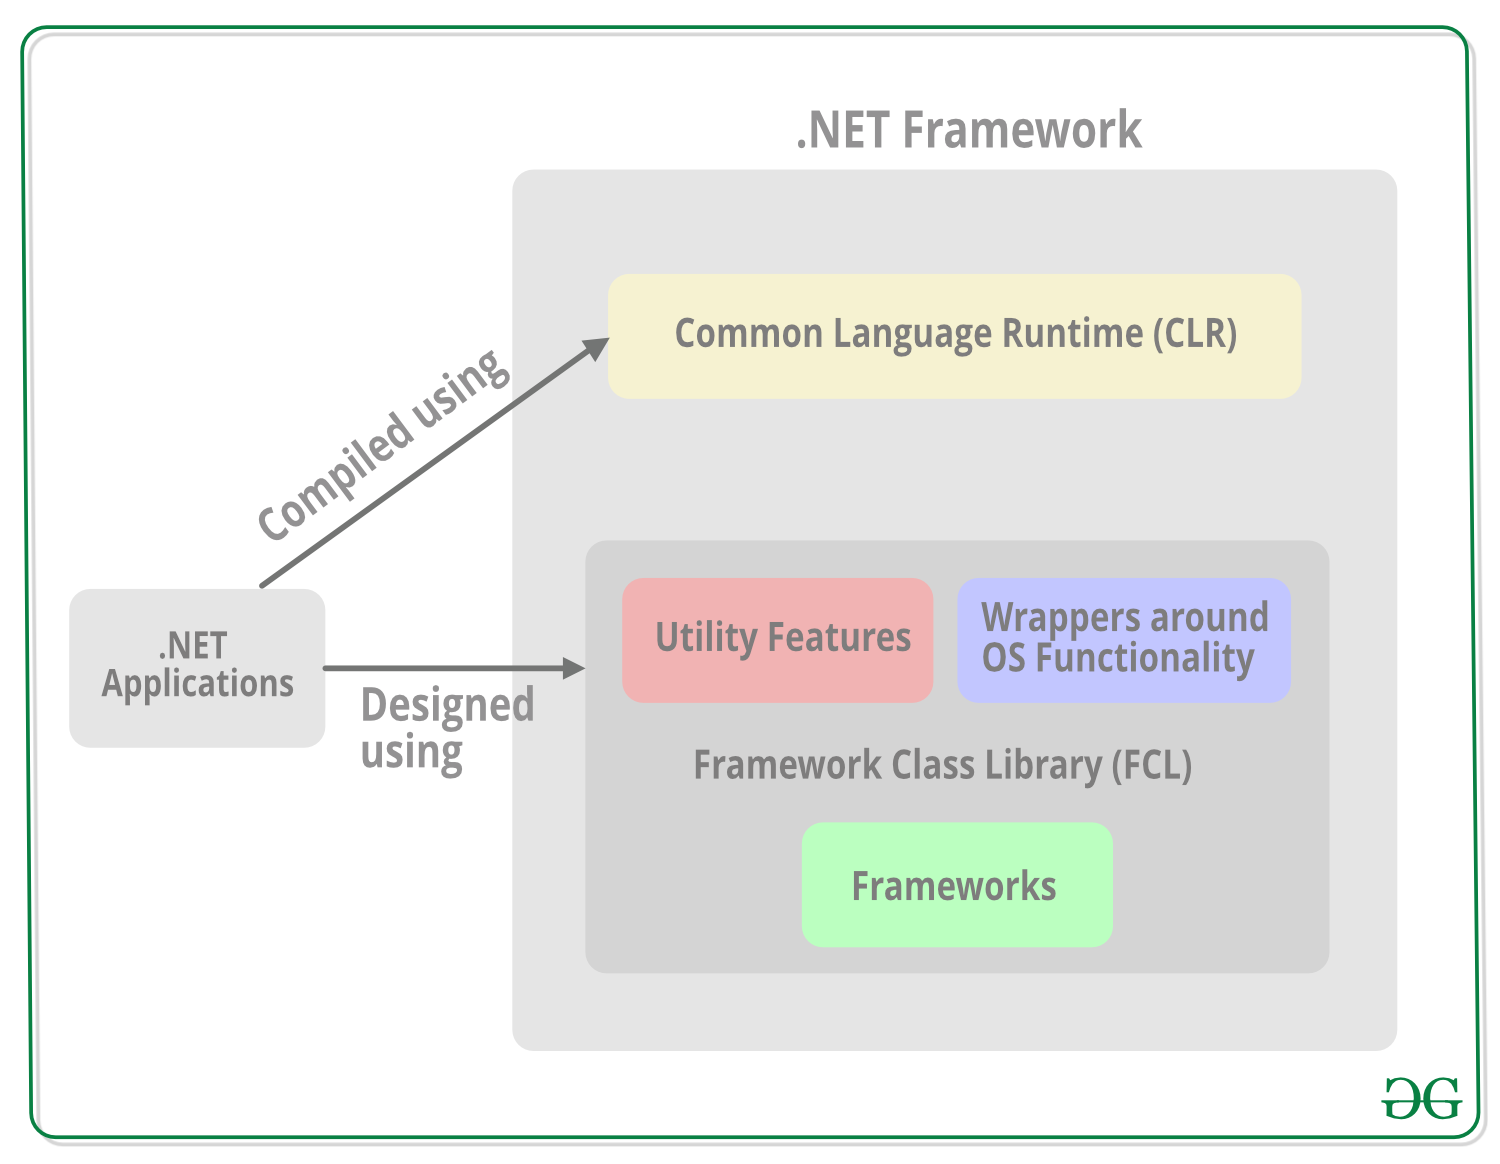 .NET Framework
Common Language Runtime (CLR)
Compiled using
.NET
Applications
Designed
using
Utility Features
Wrappers around
OS Functionality
Framework Class Library (FCL)
Frameworks